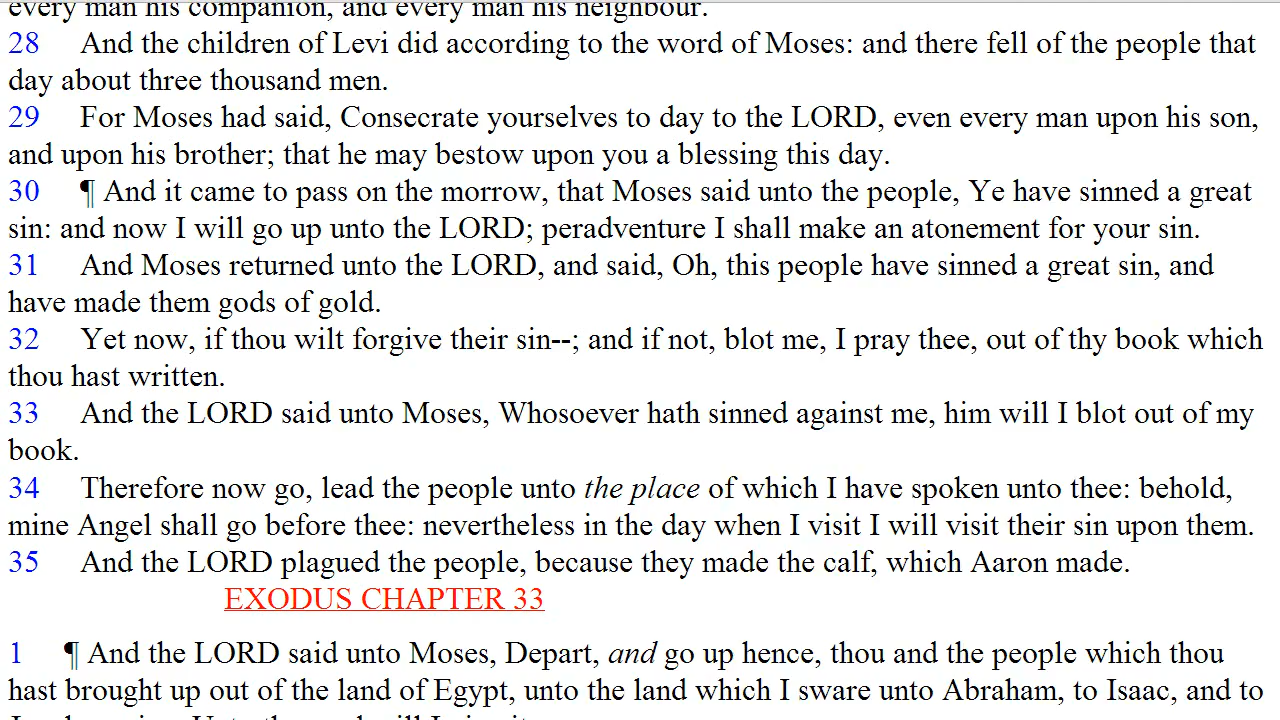 every man his companion, and every man his neighbour.
28 And the children of Levi did according to the word of Moses: and there fell of the people that
day about three thousand men.
29 For Moses had said, Consecrate yourselves to day to the LORD, even every man upon his son,
and upon his brother; that he may bestow upon you a blessing this day.
30 ¶ And it came to pass on the morrow, that Moses said unto the people, Ye have sinned a great
sin: and now I will go up unto the LORD; peradventure I shall make an atonement for your sin.
31 And Moses returned unto the LORD, and said, Oh, this people have sinned a great sin, and
have made them gods of gold.
32 Yet now, if thou wilt forgive their sin--; and if not, blot me, I pray thee, out of thy book which
thou hast written.
33 And the LORD said unto Moses, Whosoever hath sinned against me, him will I blot out of my
book.
34 Therefore now go, lead the people unto the place of which I have spoken unto thee: behold,
mine Angel shall go before thee: nevertheless in the day when I visit I will visit their sin upon them.
35 And the LORD plagued the people, because they made the calf, which Aaron made.
EXODUS CHAPTER 33
1 ¶ And the LORD said unto Moses, Depart, and go up hence, thou and the people which thou
hast brought up out of the land of Egypt, unto the land which I sware unto Abraham, to Isaac, and to